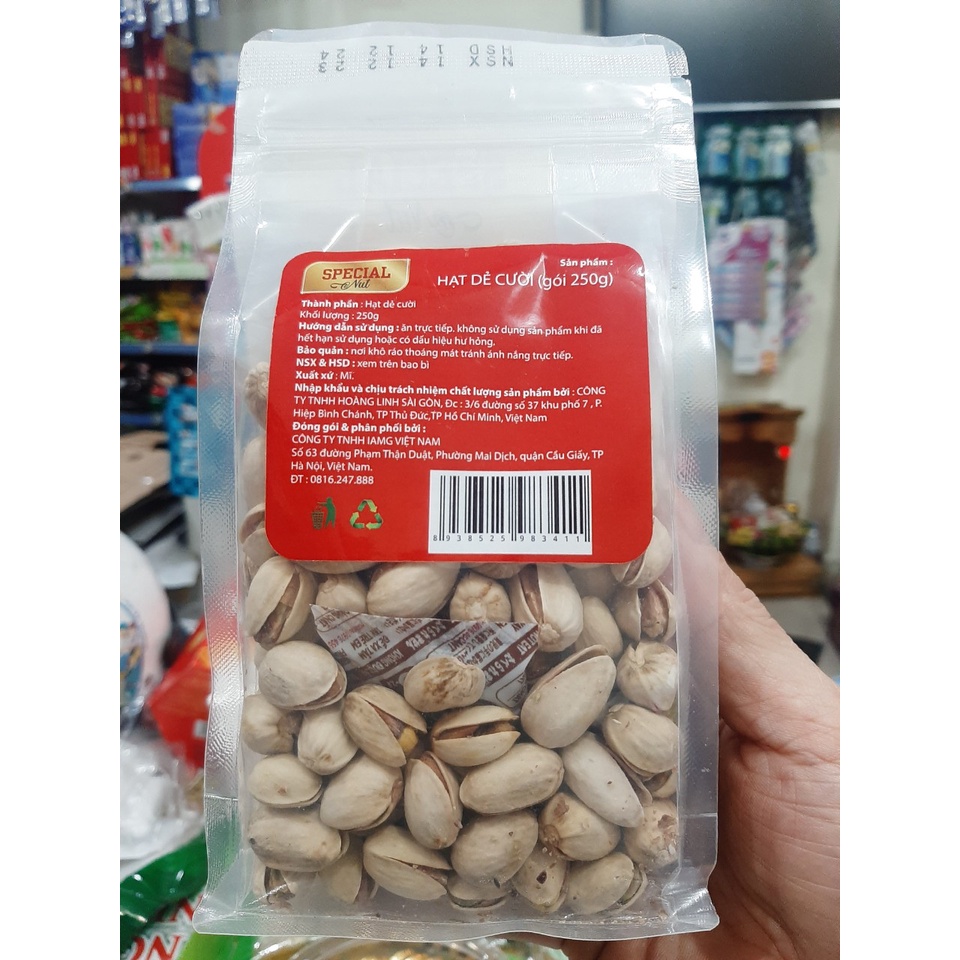 HSD 14 12
NSX 14 12 22
SPECIAL
Nut
Sản phẩm :
HẠT DẺ CƯỜI (gói 250g)
Thành phần : Hạt dẻ cười
Khối lượng : 250g
Hướng dẫn sử dụng : ăn trực tiếp. không sử dụng sản phẩm khi đã
hết hạn sử dụng hoặc có dấu hiệu hư hỏng.
Bảo quản : nơi khô ráo thoáng mát tránh ánh nắng trực tiếp.
NSX & HSD : xem trên bao bì
Xuất xứ : Mĩ.
Nhập khẩu và chịu trách nhiệm chất lượng sản phẩm bởi : CÔNG
TY TNHH HOÀNG LINH SÀI GÒN, Đc : 3/6 đường số 37 khu phố 7 , P.
Hiệp Bình Chánh, TP Thủ Đức,TP Hồ Chí Minh, Việt Nam
Đóng gói & phân phối bởi :
CÔNG TY TNHH IAMG VIỆT NAM
Số 63 đường Phạm Thận Duật, Phường Mai Dịch, quận Cầu Giấy, TP
Hà Nội, Việt Nam.
ĐT : 0816.247.888
8938525983411
ĐỂ XA TẦM